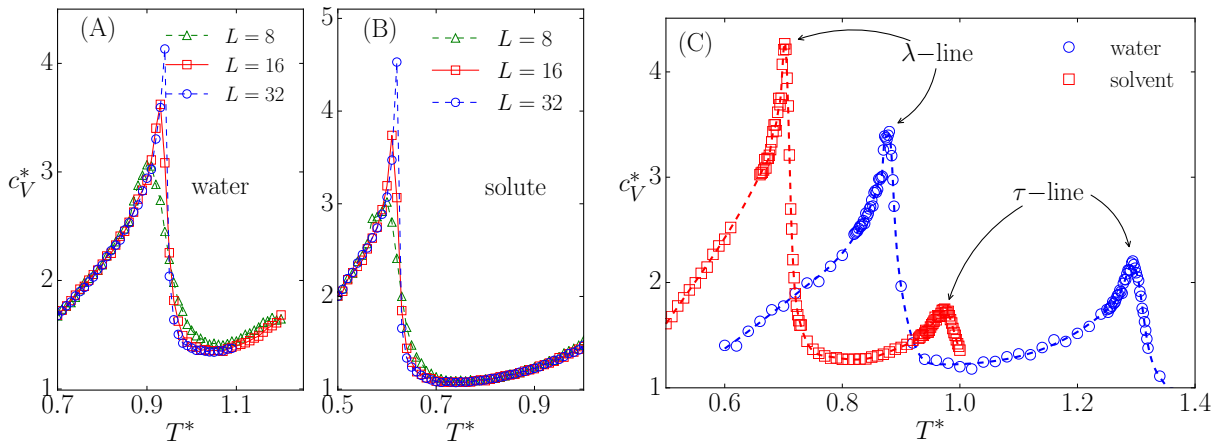 (A)
L = 8
L = 16
L = 32
water
c_V^*
1
2
3
4
0.7
0.9
1.1
T^*
(B)
L = 8
L = 16
L = 32
solute
1
2
3
4
5
0.5
0.7
0.9
T^*
(C)
λ−line
water
solvent
τ−line
c_V^*
1
2
3
4
0.6
0.8
1.0
1.2
1.4
T^*